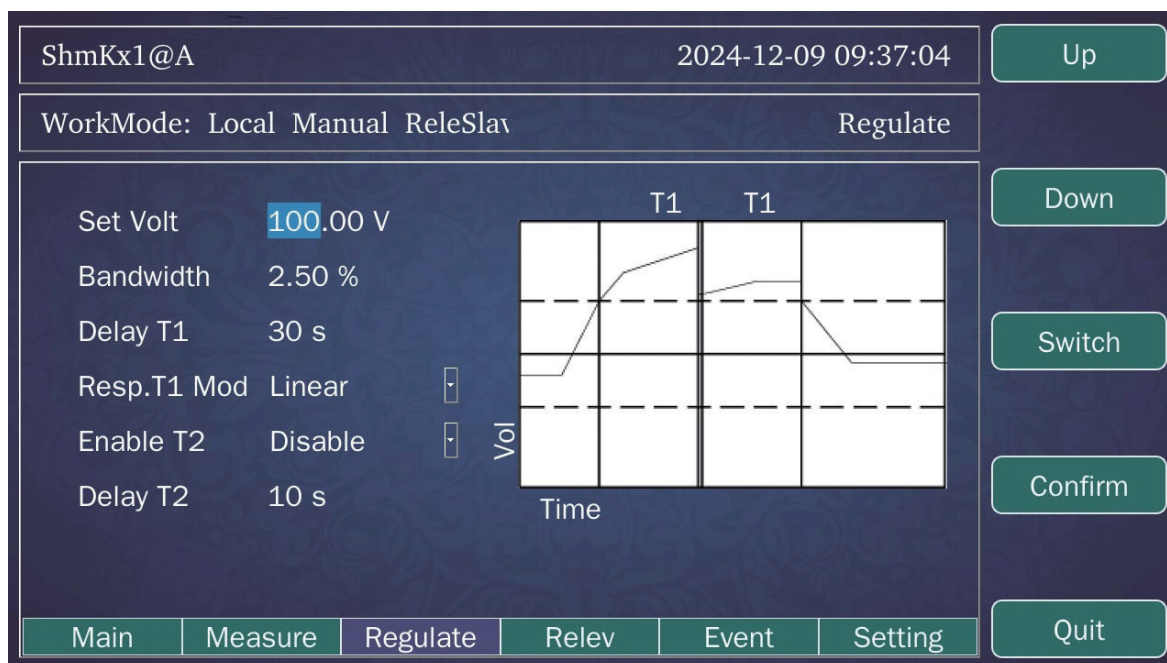 ShmKx1@A 2024-12-09 09:37:04
Up
WorkMode: Local Manual ReleSlav Regulate
Down
T1 T1
Set Volt 100.00 V
Bandwidth 2.50 %
Delay T1 30 s
Switch
Resp.T1 Mod Linear
Enable T2 Disable
Vol
Delay T2 10 s
Time
Confirm
Main Measure Regulate Relev Event Setting
Quit